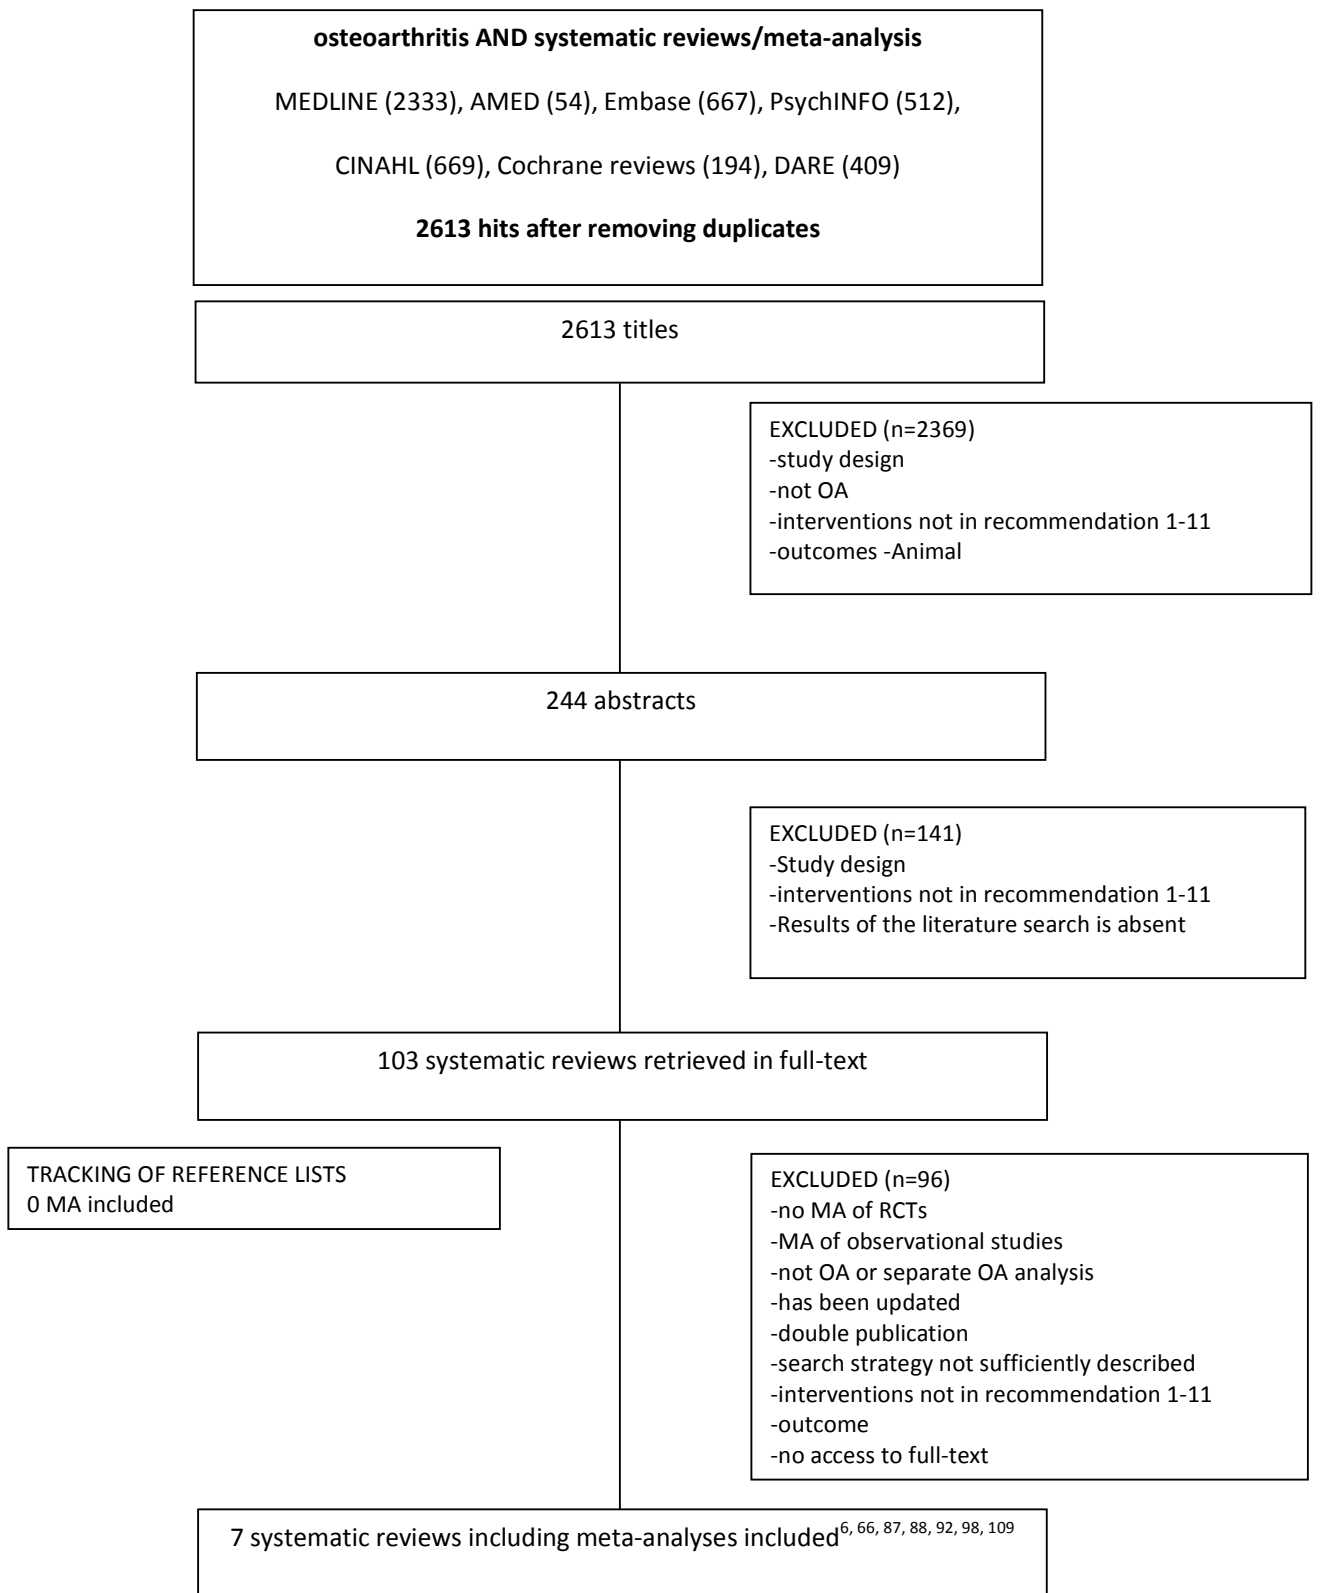 osteoarthritis AND systematic reviews/meta-analysis
MEDLINE (2333), AMED (54), Embase (667), PsychINFO (512),
CINAHL (669), Cochrane reviews (194), DARE (409)
2613 hits after removing duplicates
2613 titles
EXCLUDED (n=2369)
-study design
-not OA
-interventions not in recommendation 1-11
-outcomes -Animal
244 abstracts
EXCLUDED (n=141)
-Study design
-interventions not in recommendation 1-11
-Results of the literature search is absent
103 systematic reviews retrieved in full-text
TRACKING OF REFERENCE LISTS
0 MA included
EXCLUDED (n=96)
-no MA of RCTs
-MA of observational studies
-not OA or separate OA analysis
-has been updated
-double publication
-search strategy not sufficiently described
-interventions not in recommendation 1-11
-outcome
-no access to full-text
7 systematic reviews including meta-analyses included6, 66, 87, 88, 92, 98, 109